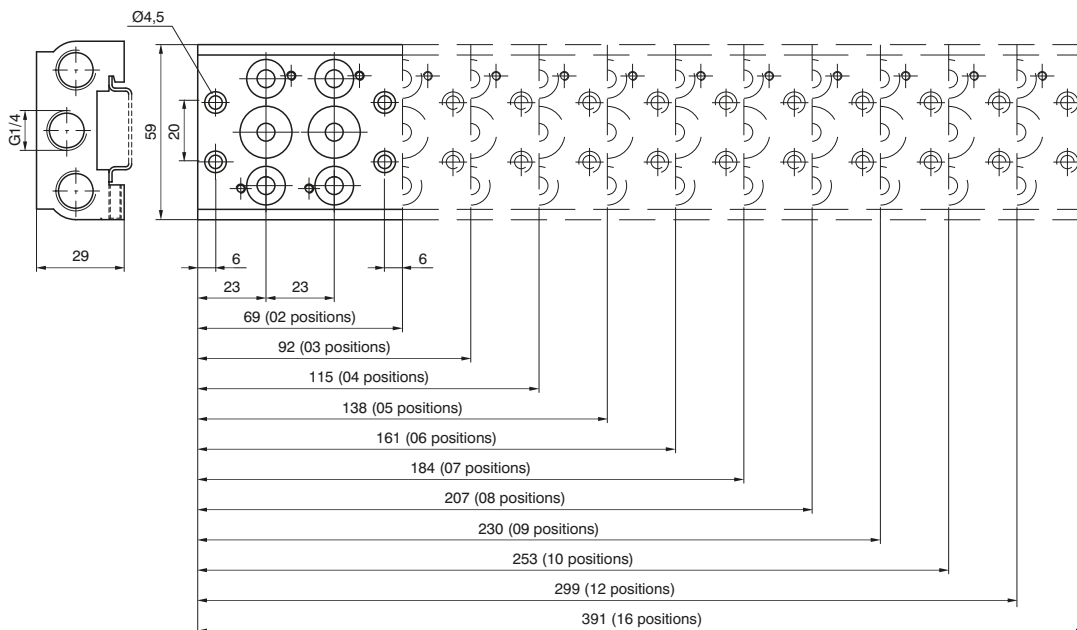 Ø4,5
G1/4
59
20
29
6
6
23
23
69 (02 positions)
92 (03 positions)
115 (04 positions)
138 (05 positions)
161 (06 positions)
184 (07 positions)
207 (08 positions)
230 (09 positions)
253 (10 positions)
299 (12 positions)
391 (16 positions)